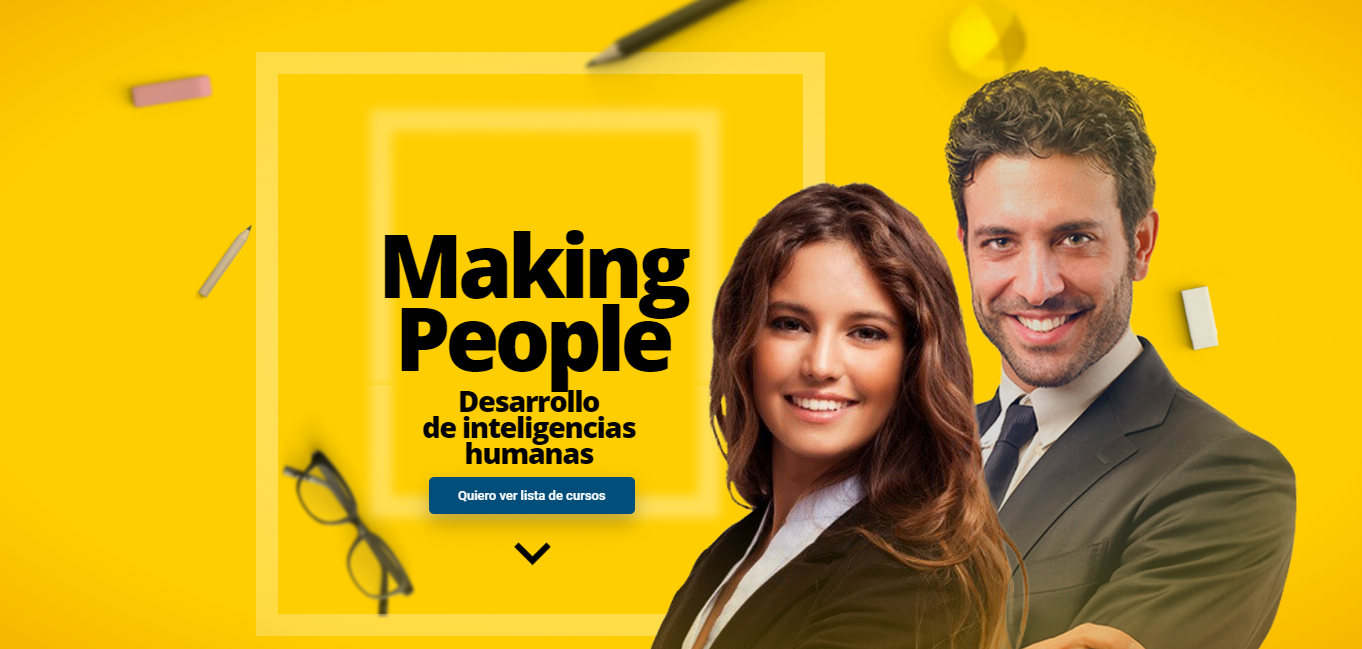 Making
People
Desarrollo
de inteligencias
humanas
Quiero ver lista de cursos